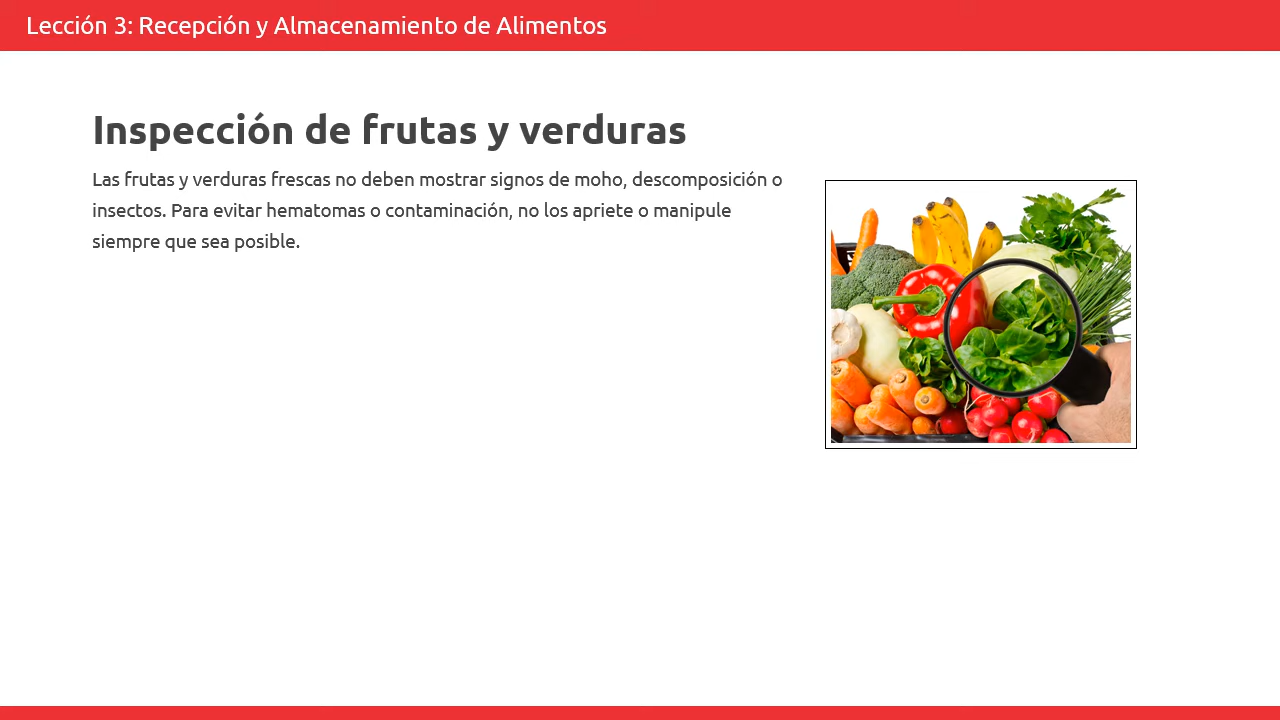 Lección 3: Recepción y Almacenamiento de Alimentos
Inspección de frutas y verduras
Las frutas y verduras frescas no deben mostrar signos de moho, descomposición o
insectos. Para evitar hematomas o contaminación, no los apriete o manipule
siempre que sea posible.